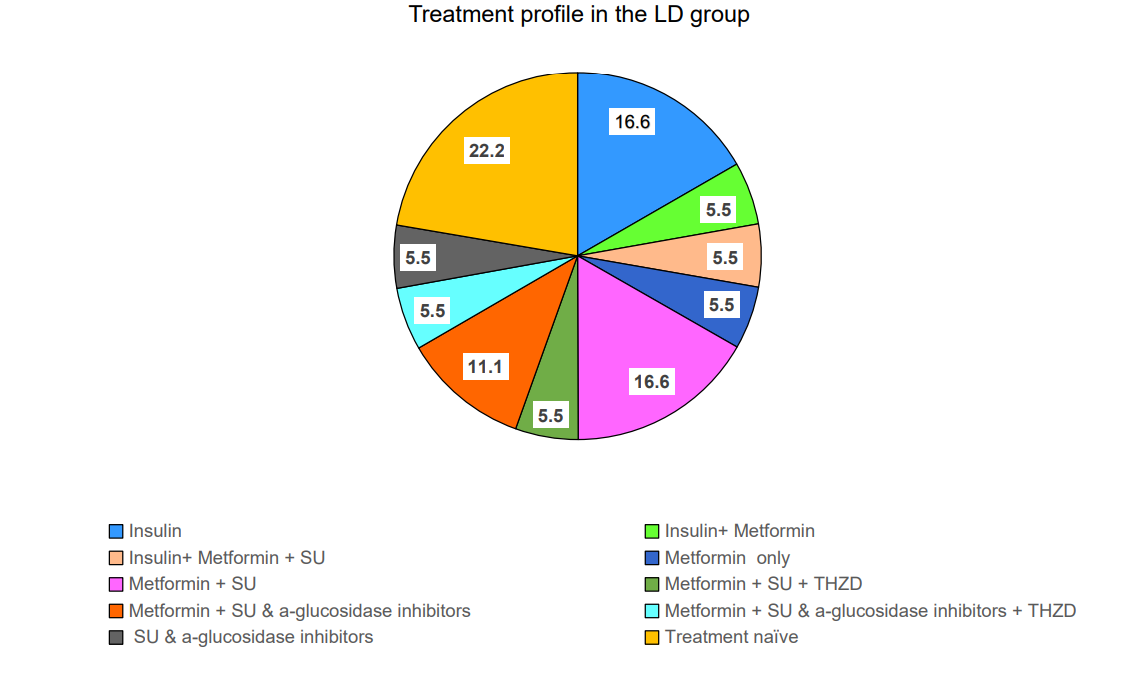 Treatment profile in the LD group
16.6
22.2
5.5
5.5
5.5
5.5
5.5
11.1
16.6
5.5
Insulin
Insulin+ Metformin
Insulin+ Metformin + SU
Metformin  only
Metformin + SU
Metformin + SU + THZD
Metformin + SU & a-glucosidase inhibitors
Metformin + SU & a-glucosidase inhibitors + THZD
SU & a-glucosidase inhibitors
Treatment naïve